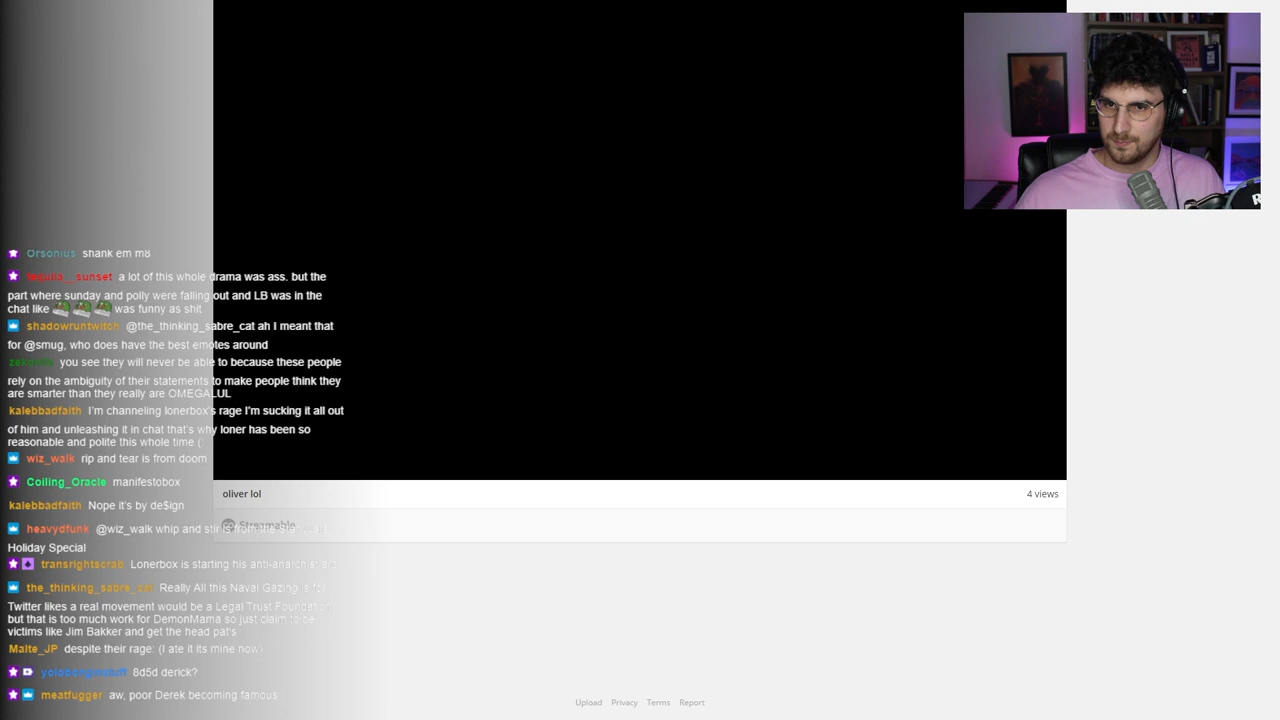 Orsonius shank em m8
tequila__sunset a lot of this whole drama was ass. but the
part where sunday and polly were falling out and LB was in the
chat like was funny as shit
shadowruntwitch @the_thinking_sabre_cat ah I meant that
for @smug, who does have the best emotes around
you see they will never be able to because these people
rely on the ambiguity of their statements to make people think they
are smarter than they really are OMEGALUL
kalebbadfaith I'm channeling lonerbox's rage I'm sucking it all out
of him and unleashing it in chat that's why loner has been so
reasonable and polite this whole time (:
wiz_walk rip and tear is from doom
Coiling_Oracle manifestobox
kalebbadfaith Nope it's by de$ign
heavydfunk @wiz_walk whip and stir is from the
Holiday Special
transrightscrab Lonerbox is starting his anti-anarchist arc
the_thinking_sabre_cat Really All this Naval Gazing is for
Twitter likes a real movement would be a Legal Trust Foundation
but that is too much work for DemonMama so just claim to be
victims like Jim Bakker and get the head pat's
Malte_JP despite their rage: (I ate it its mine now)
8d5d derick?
meatfugger aw, poor Derek becoming famous
oliver lol
4 views
Streamable
Upload Privacy Terms Report
R